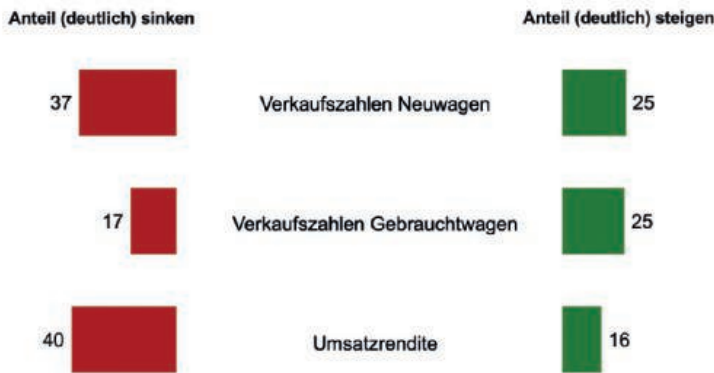 Anteil (deutlich) sinken
Anteil (deutlich) steigen
37
Verkaufszahlen Neuwagen
25
17
Verkaufszahlen Gebrauchtwagen
25
40
Umsatzrendite
16